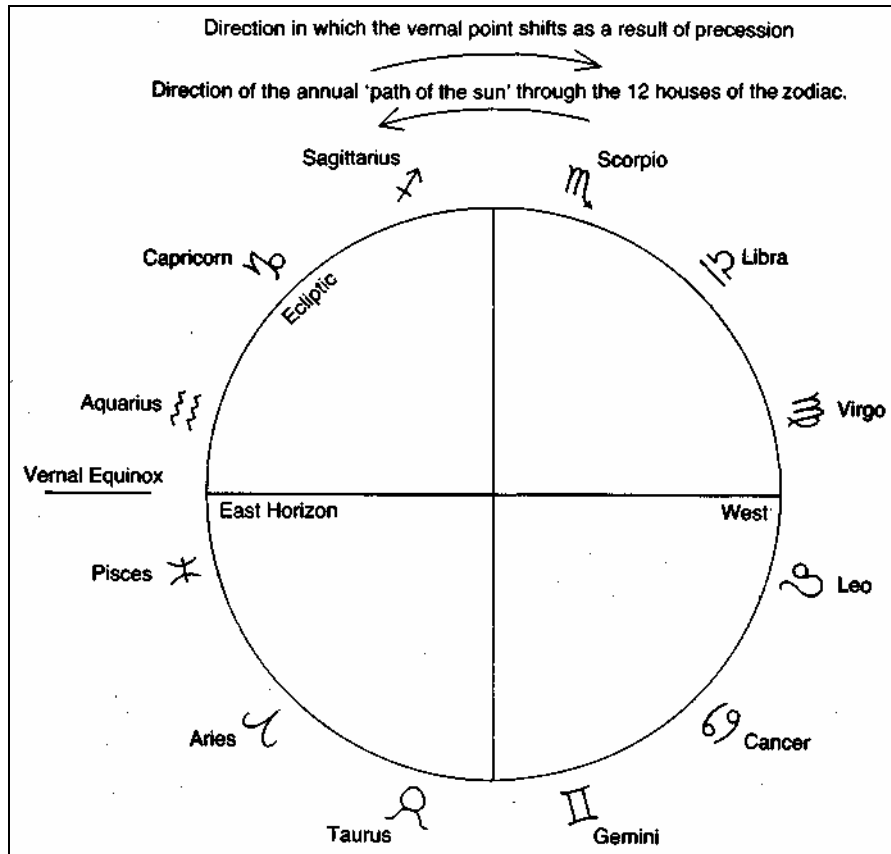 Direction in which the vernal point shifts as a result of precession
Direction of the annual 'path of the sun' through the 12 houses of the zodiac.
Sagittarius
Scorpio
Capricorn
Libra
Ecliptic
Aquarius
Virgo
Vernal Equinox
East Horizon
West
Pisces
Leo
Aries
Cancer
Taurus
Gemini